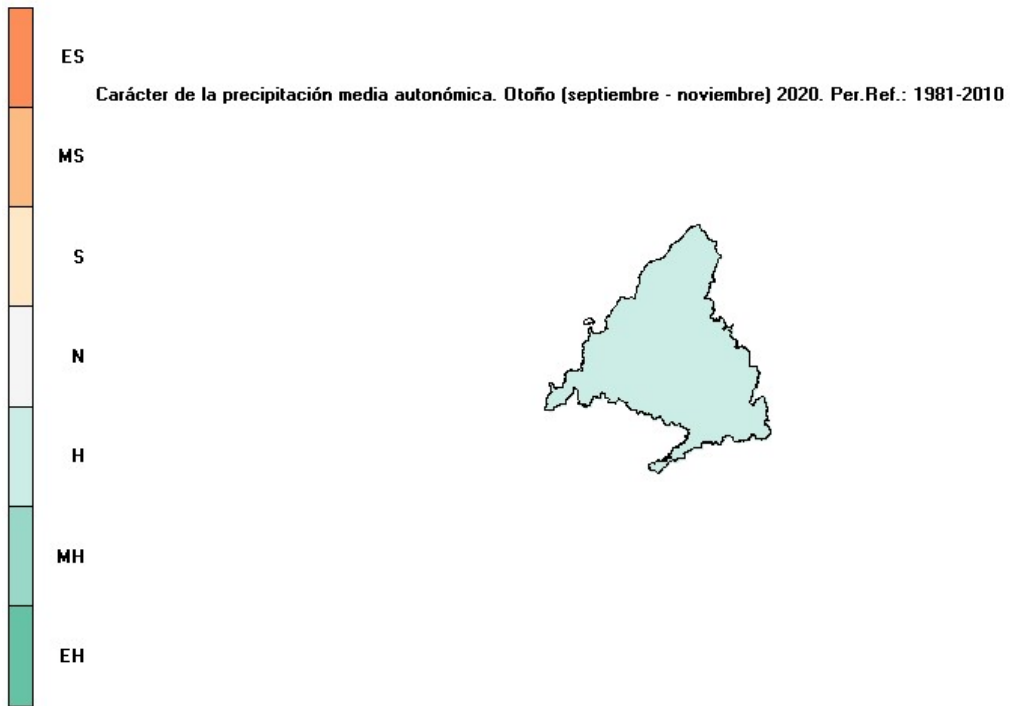 ES
Carácter de la precipitación media autonómica. Otoño (septiembre - noviembre) 2020. Per.Ref.: 1981-2010
MS
S
N
H
MH
EH